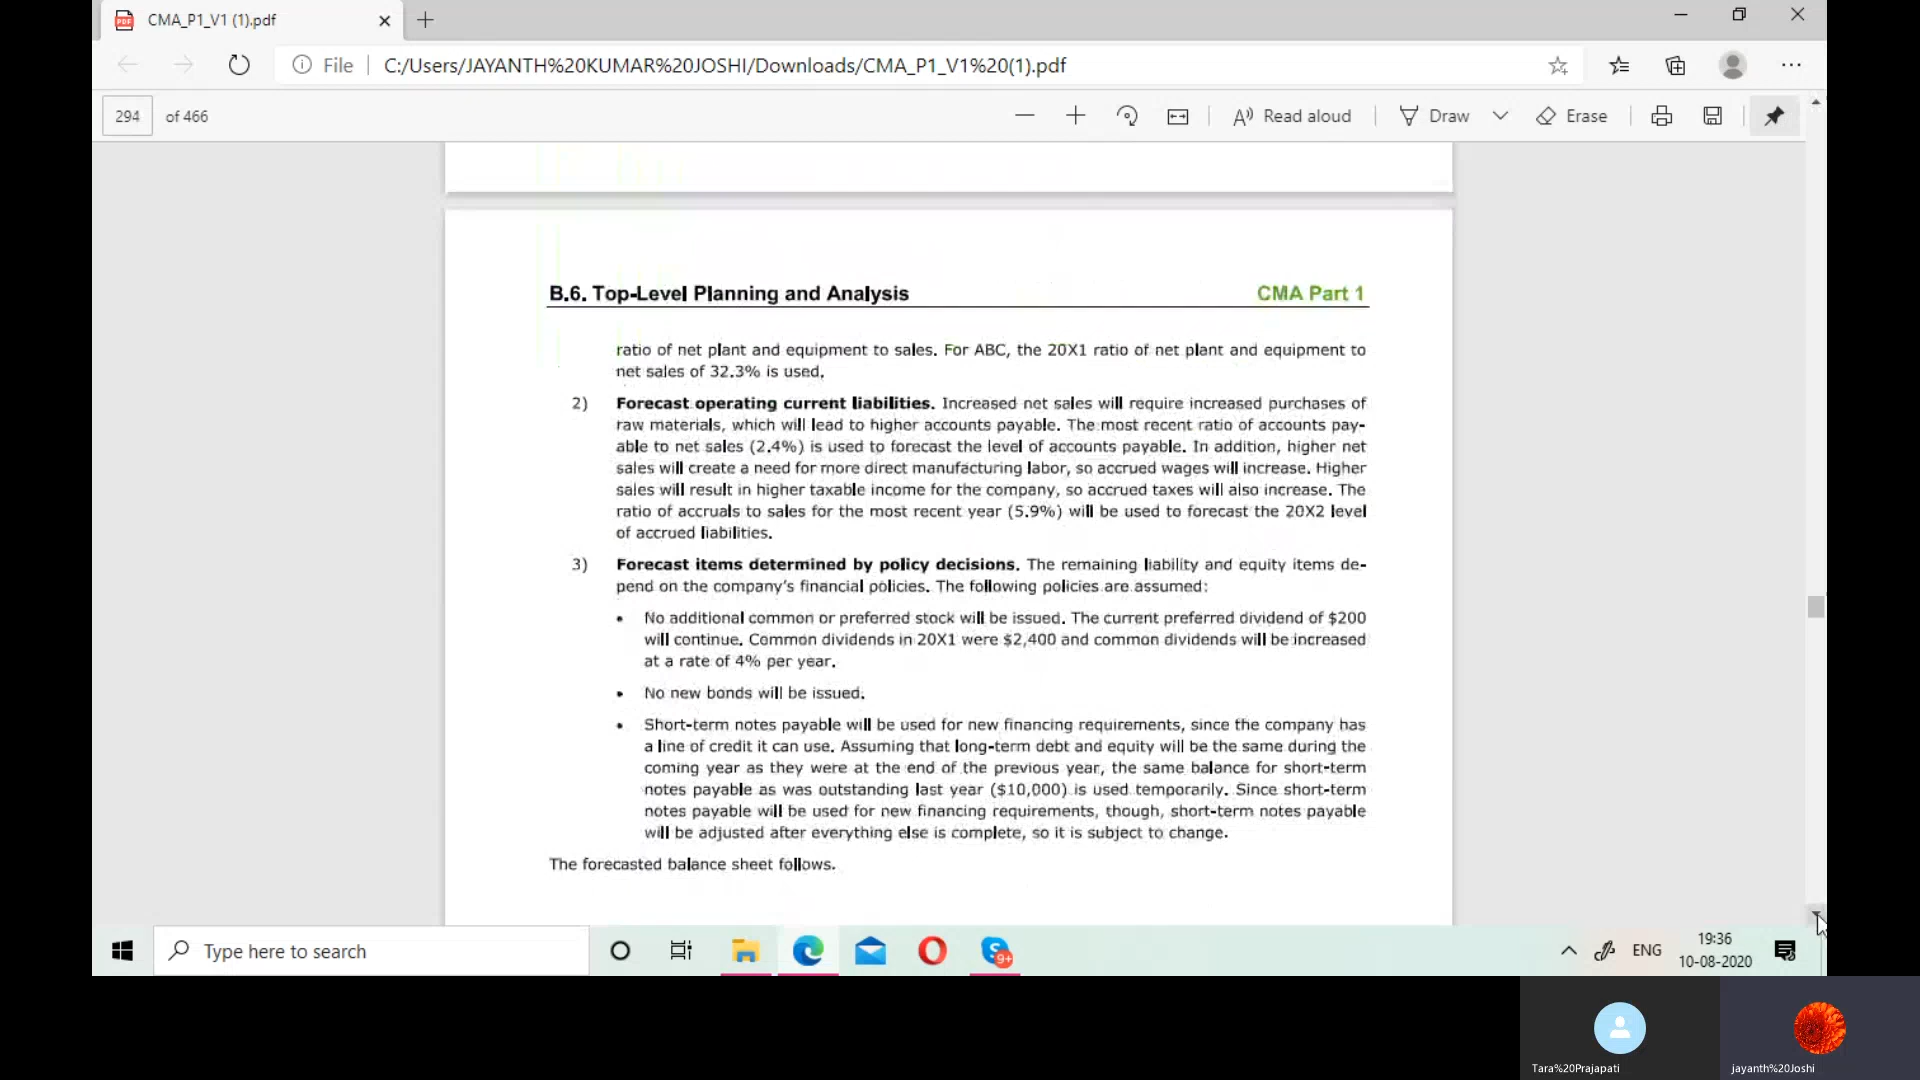 CMA_P1_V1 (1).pdf
File
C:/Users/JAYANTH%20KUMAR%20JOSHI/Downloads/CMA_P1_V1%20(1).pdf
294 of 466
Read aloud
Draw
Erase
B.6. Top-Level Planning and Analysis
CMA Part 1
ratio of net plant and equipment to sales. For ABC, the 20X1 ratio of net plant and equipment to
net sales of 32.3% is used.
2) Forecast operating current liabilities. Increased net sales will require increased purchases of
raw materials, which will lead to higher accounts payable. The most recent ratio of accounts pay-
able to net sales (2.4%) is used to forecast the level of accounts payable. In addition, higher net
sales will create a need for more direct manufacturing labor, so accrued wages will increase. Higher
sales will result in higher taxable income for the company, so accrued taxes will also increase. The
ratio of accruals to sales for the most recent year (5.9%) will be used to forecast the 20X2 level
of accrued liabilities.
3) Forecast items determined by policy decisions. The remaining liability and equity items de-
pend on the company's financial policies. The following policies are assumed:
• No additional common or preferred stock will be issued. The current preferred dividend of $200
will continue. Common dividends in 20X1 were $2,400 and common dividends will be increased
at a rate of 4% per year.
• No new bonds will be issued.
• Short-term notes payable will be used for new financing requirements, since the company has
a line of credit it can use. Assuming that long-term debt and equity will be the same during the
coming year as they were at the end of the previous year, the same balance for short-term
notes payable as was outstanding last year ($10,000) is used temporarily. Since short-term
notes payable will be used for new financing requirements, though, short-term notes payable
will be adjusted after everything else is complete, so it is subject to change.
The forecasted balance sheet follows.
Type here to search
9+
ENG
19:36
10-08-2020
Tara%20Prajapati
jayanth%20Joshi